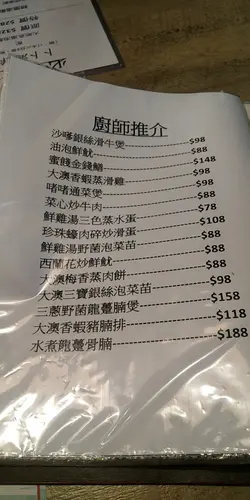 廚師推介
沙嗲銀絲滑牛煲 $98
油泡鮮魷 $88
蜜餞金錢鱔 $148
大澳香蝦蒸滑雞 $98
啫啫通菜煲 $98
菜心炒牛肉 $88
鮮雞湯三色蒸水蛋 $78
珍珠蠔肉碎炒滑蛋 $108
鮮雞湯野菌泡菜苗 $88
西蘭花炒鮮魷 $88
大澳梅香蒸肉餅 $88
大澳三寶銀絲泡菜苗 $98
三蔥野菌龍躉腩煲 $158
大澳香蝦豬腩排 $118
水煮龍躉骨腩 $188